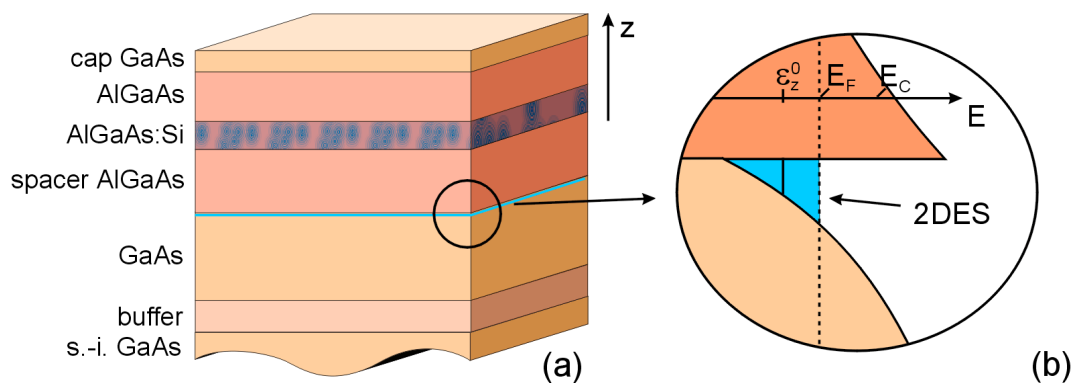 cap GaAs
AlGaAs
AlGaAs:Si
spacer AlGaAs
GaAs
buffer
s.-i. GaAs
z
(a)
ε_z^0
E_F
E_C
E
2DES
(b)